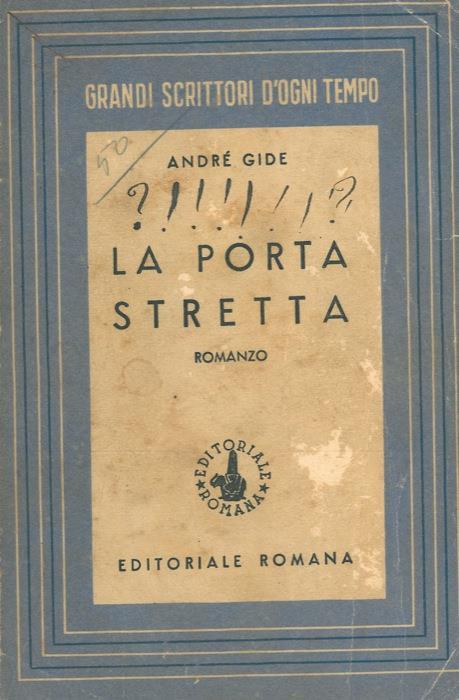 GRANDI SCRITTORI D'OGNI TEMPO
50
ANDRÉ GIDE
?!!!!!!!?
LA PORTA
STRETTA
ROMANZO
EDITORIALE
ROMANA
EDITORIALE ROMANA